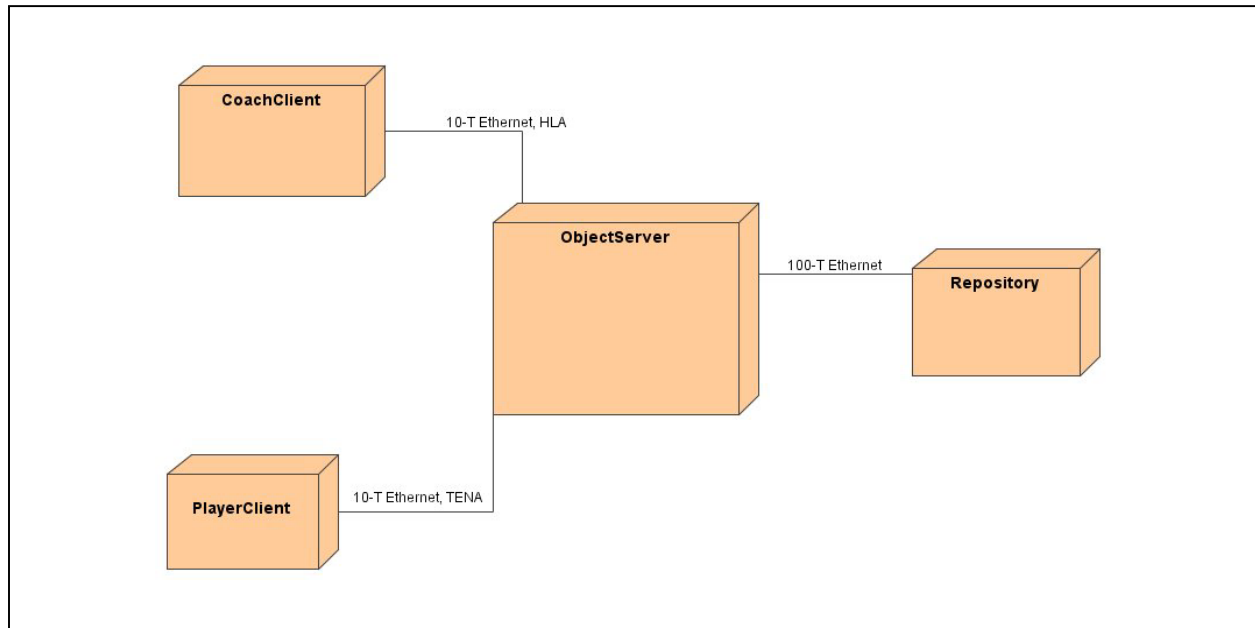 CoachClient
10-T Ethernet, HLA
ObjectServer
100-T Ethernet
Repository
PlayerClient
10-T Ethernet, TENA